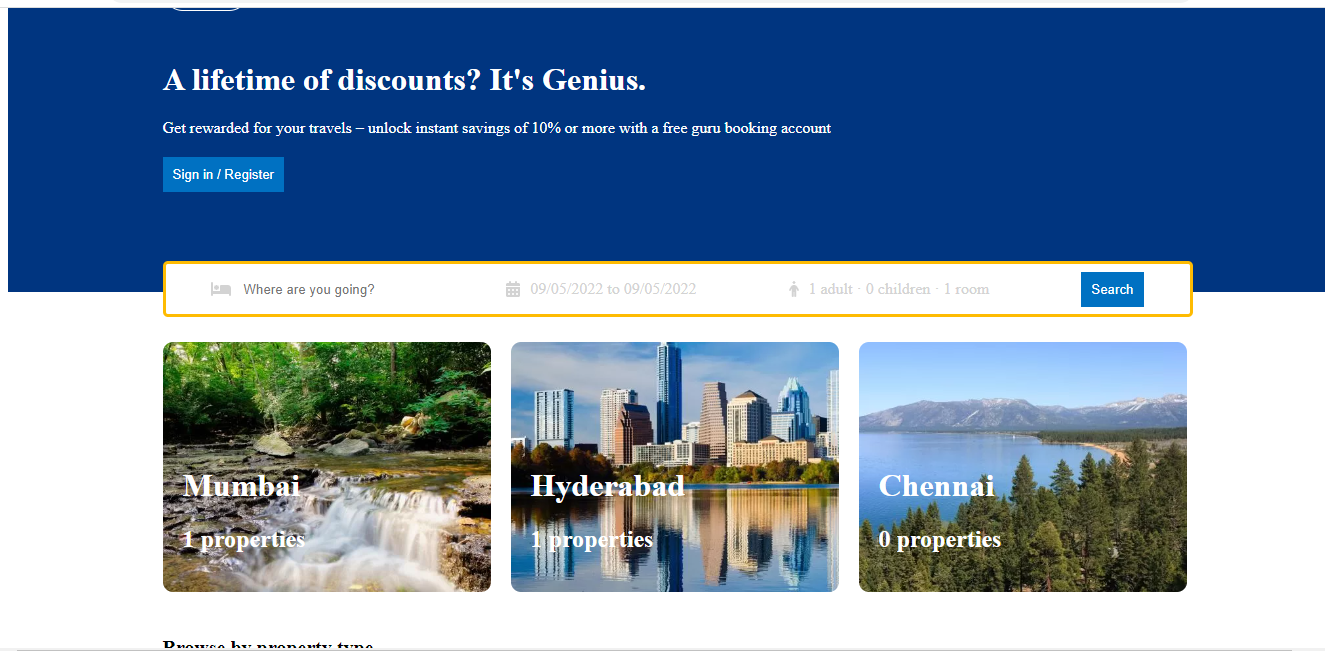 A lifetime of discounts? It's Genius.
Get rewarded for your travels – unlock instant savings of 10% or more with a free guru booking account
Sign in / Register
Where are you going?
09/05/2022 to 09/05/2022
1 adult · 0 children · 1 room
Search
Mumbai
1 properties
Hyderabad
1 properties
Chennai
0 properties
Browse by property type